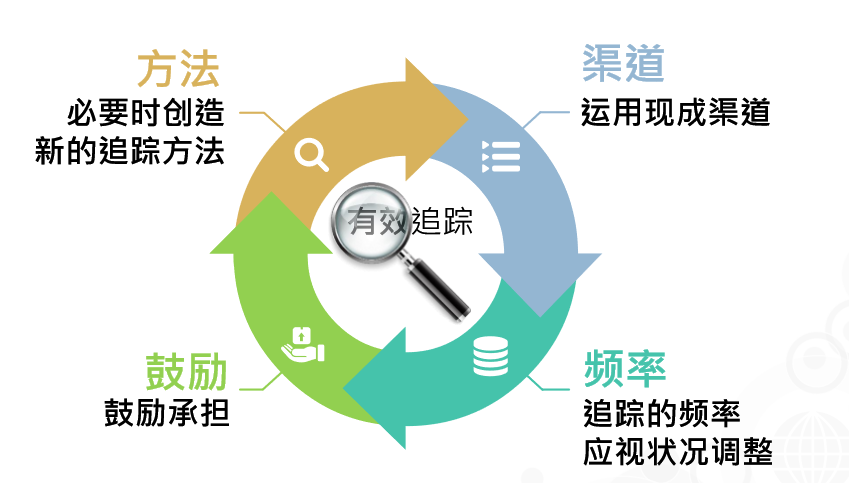 方法
必要时创造
新的追踪方法
渠道
运用现成渠道
有效追踪
鼓励
鼓励承担
频率
追踪的频率
应视状况调整